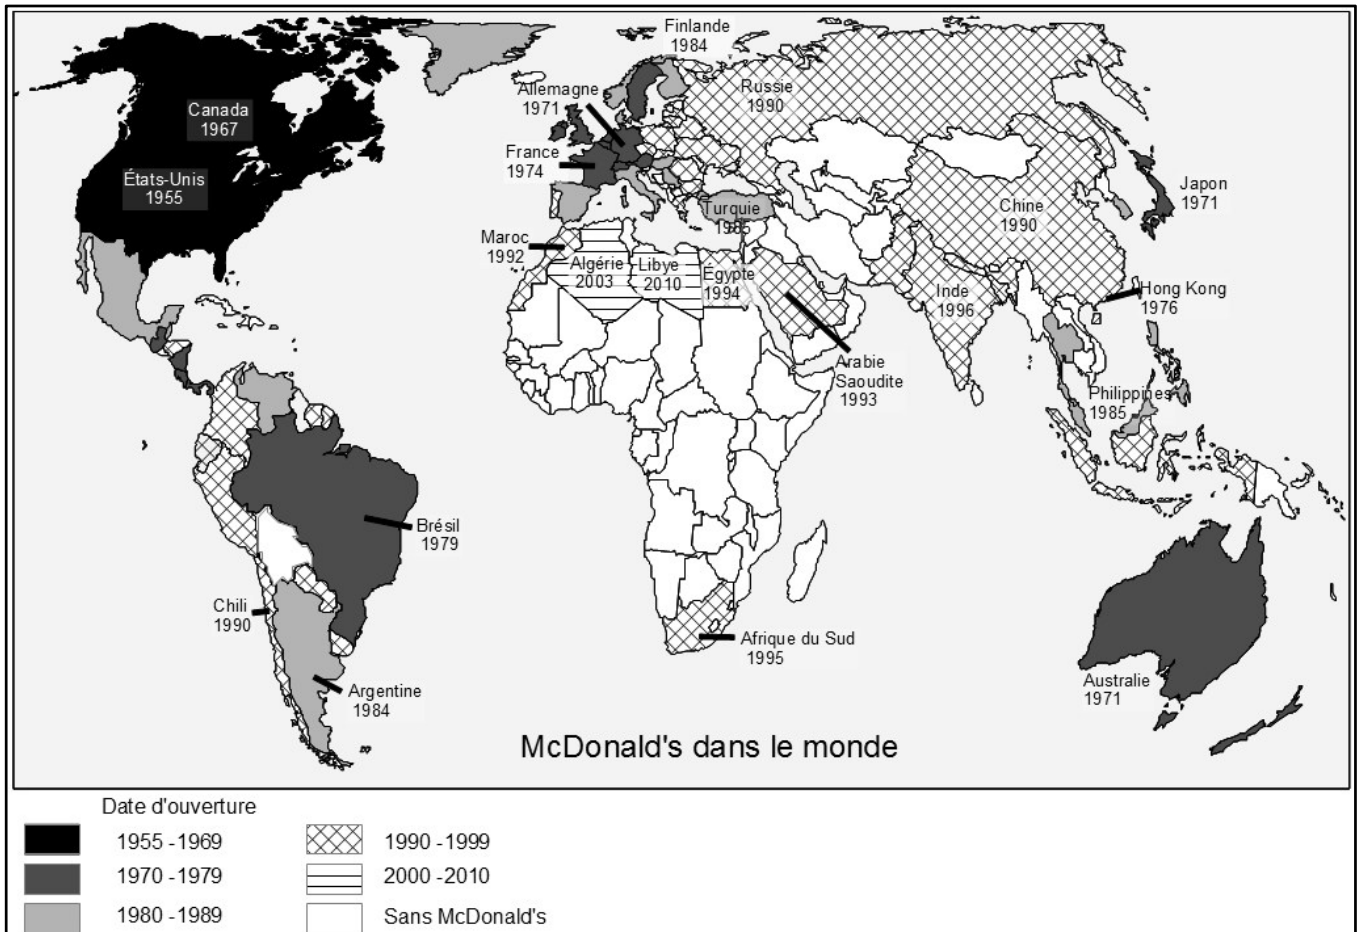 Finlande
1984
Allemagne
1971
Russie
1990
Canada
1967
France
1974
États-Unis
1955
Japon
1971
Chine
1990
Turquie
1985
Maroc
1992
Algérie
2003
Libye
2010
Égypte
1994
Inde
1996
Hong Kong
1976
Arabie
Saoudite
1993
Philippines
1985
Brésil
1979
Chili
1990
Afrique du Sud
1995
Argentine
1984
Australie
1971
McDonald's dans le monde
Date d'ouverture
1955 -1969
1990 -1999
1970 -1979
2000 -2010
1980 -1989
Sans McDonald's